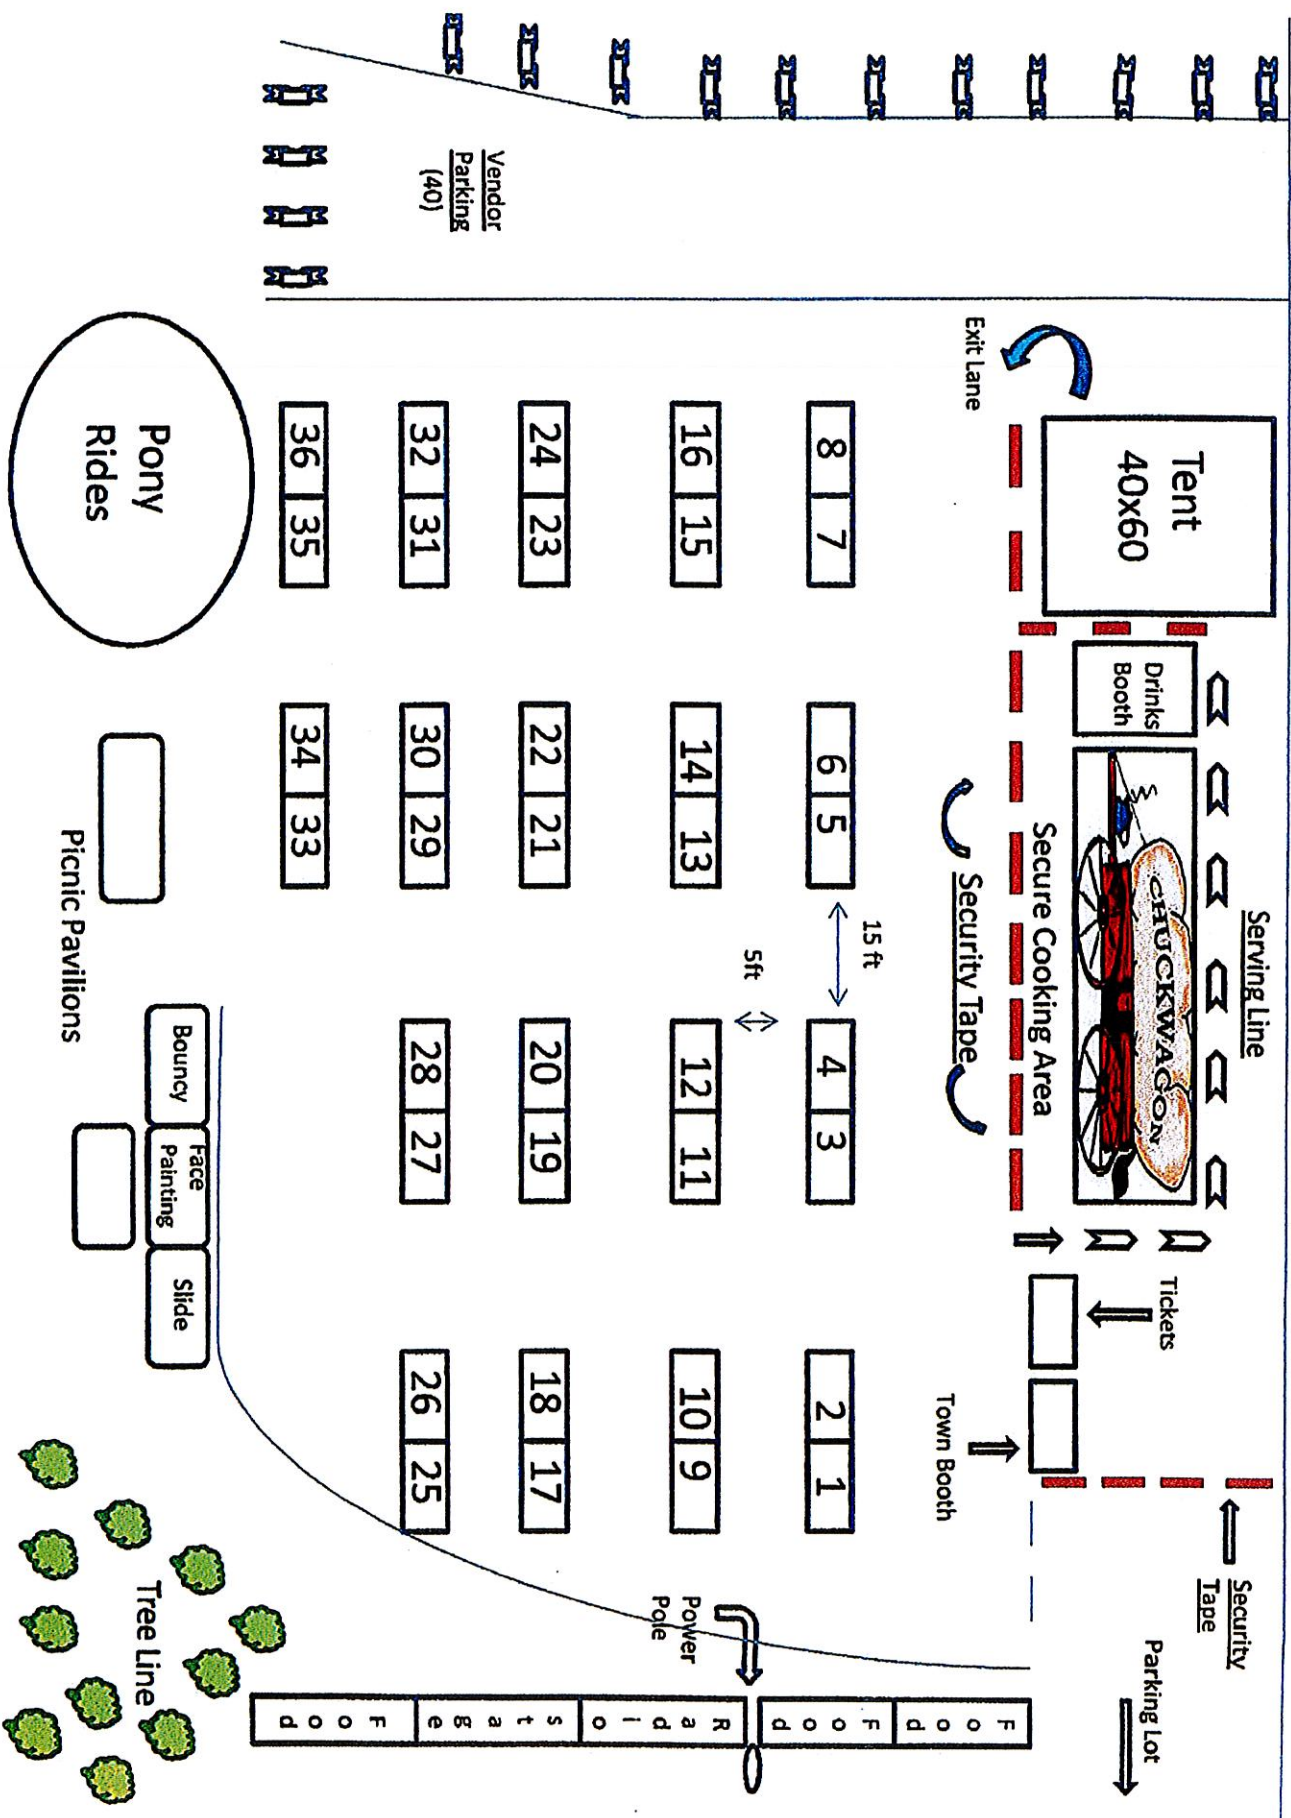 Serving Line
Tent
40x60
Drinks
Booth
CHUCKWAGON
Tickets
Security
Tape
Parking Lot
Exit Lane
Secure Cooking Area
Security Tape
Town Booth
8 7
6 5
4 3
2 1
15 ft
5ft
16 15
14 13
12 11
10 9
Power
Pole
24 23
22 21
20 19
18 17
32 31
30 29
28 27
26 25
36 35
34 33
Vendor
Parking
(40)
Food
Food
Radio
Stage
Food
Pony
Rides
Picnic Pavilions
Bouncy
Face
Painting
Slide
Tree Line